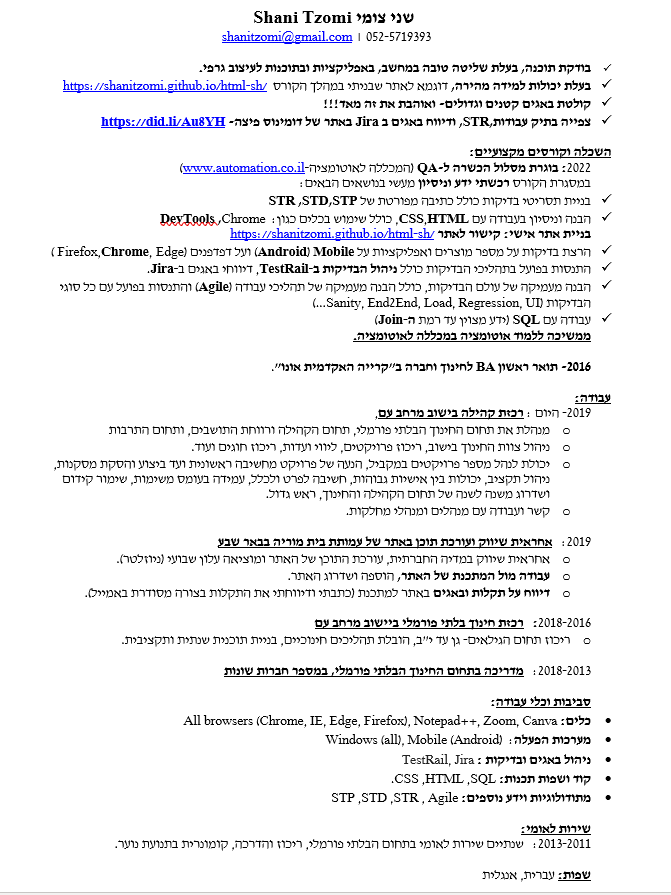 שני צומי Shani Tzomi
shanitzomi@gmail.com | 052-5719393
בודקת תוכנה, בעלת שליטה טובה במחשב, באפליקציות ובתוכנות לעיצוב גרפי.
בעלת יכולות למידה מהירה, דוגמא לאתר שבניתי במהלך הקורס https://shanitzomi.github.io/html-sh/
קולטת באגים קטנים וגדולים- ואוהבת את זה מאד!!!
צפייה בתיק עבודות,STR, ודיווח באגים ב Jira באתר של דומינוס פיצה- https://did.li/Au8YH
השכלה וקורסים מקצועיים:
2022: בוגרת מסלול הכשרה ל-QA (המכללה לאוטומציה-www.automation.co.il)
במסגרת הקורס רכשתי ידע וניסיון מעשי בנושאים הבאים:
בניית תסריטי בדיקות כולל כתיבה מפורטת של STR ,STD,STP
הבנה וניסיון בעבודה עם CSS,HTML, כולל שימוש בכלים כגון: DevTools ,Chrome
בניית אתר אישי: קישור לאתר https://shanitzomi.github.io/html-sh/
הרצת בדיקות על מספר מוצרים ואפליקציות על Mobile (Android) ועל דפדפנים (Firefox,Chrome, Edge )
התנסות בפועל בתהליכי הבדיקות כולל ניהול הבדיקות ב-TestRail, דיווחי באגים ב-Jira.
הבנה מעמיקה של עולם הבדיקות, כולל הבנה מעמיקה של תהליכי עבודה (Agile) והתנסות בפועל עם כל סוגי
הבדיקות (Sanity, End2End, Load, Regression, UI...)
עבודה עם SQL (ידע מצוין עד רמת ה-Join)
ממשיכה ללמוד אוטומציה במכללה לאוטומציה.
2016- תואר ראשון BA לחינוך וחברה ב"קרייה האקדמית אונו".
עבודה:
2019- היום : רכזת קהילה בישוב מרחב עם,
מנהלת את תחום החינוך הבלתי פורמלי, תחום הקהילה ורווחת התושבים, ותחום התרבות
ניהול צוות החינוך בישוב, ריכוז פרויקטים, ליווי ועדות, ריכוז חוגים ועוד.
יכולת לנהל מספר פרויקטים במקביל, הנעה של פרויקט מחשיבה ראשונית ועד ביצוע והסקת מסקנות,
ניהול תקציב, יכולות בין אישיות גבוהות, חשיבה לפרט ולכלל, עמידה בעומס משימות, שימור קידום
ושדרוג משנה לשנה של תחום הקהילה והחינוך, ראש גדול.
קשר ועבודה עם מנהלים ומנהלי מחלקות.
2019 : אחראית שיווק ועורכת תוכן באתר של עמותת בית מוריה בבאר שבע
אחראית שיווק במדיה החברתית, עורכת התוכן של האתר ומוציאה עלון שבועי (ניוזלטר).
עבודה מול המתכנת של האתר, הוספה ושדרוג האתר.
דיווח על תקלות ובאגים באתר למתכנת (כתבתי ודיווחתי את התקלות בצורה מסודרת באמייל).
2018-2016: רכזת חינוך בלתי פורמלי ביישוב מרחב עם
ריכוז תחום הגילאים- גן עד י"ב, הובלת תהליכים חינוכיים, בניית תוכנית שנתית ותקציבית.
2018-2013 : מדריכה בתחום החינוך הבלתי פורמלי, במספר חברות שונות
סביבות וכלי עבודה:
כלים: All browsers (Chrome, IE, Edge, Firefox), Notepad++, Zoom, Canva
מערכות הפעלה: Windows (all), Mobile (Android)
ניהול באגים ובדיקות : TestRail, Jira
קוד ושפות תכנות: CSS ,HTML ,SQL.
מתודולוגיות וידע נוספים: STP ,STD ,STR , Agile
שירות לאומי:
2013-2011: שנתיים שירות לאומי בתחום הבלתי פורמלי, ריכוז והדרכה, קומונרית בתנועת נוער.
שפות: עברית, אנגלית